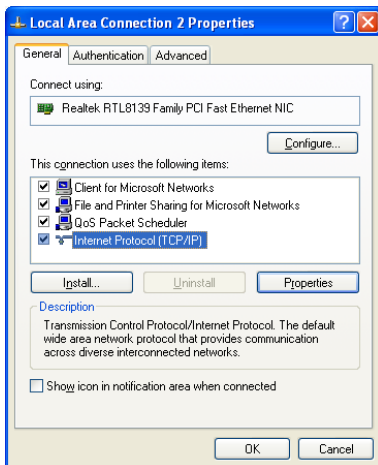 Local Area Connection 2 Properties
General Authentication Advanced
Connect using:
Realtek RTL8139 Family PCI Fast Ethernet NIC
Configure...
This connection uses the following items:
Client for Microsoft Networks
File and Printer Sharing for Microsoft Networks
QoS Packet Scheduler
Internet Protocol (TCP/IP)
Install... Uninstall Properties
Description
Transmission Control Protocol/Internet Protocol. The default
wide area network protocol that provides communication
across diverse interconnected networks.
Show icon in notification area when connected
OK Cancel